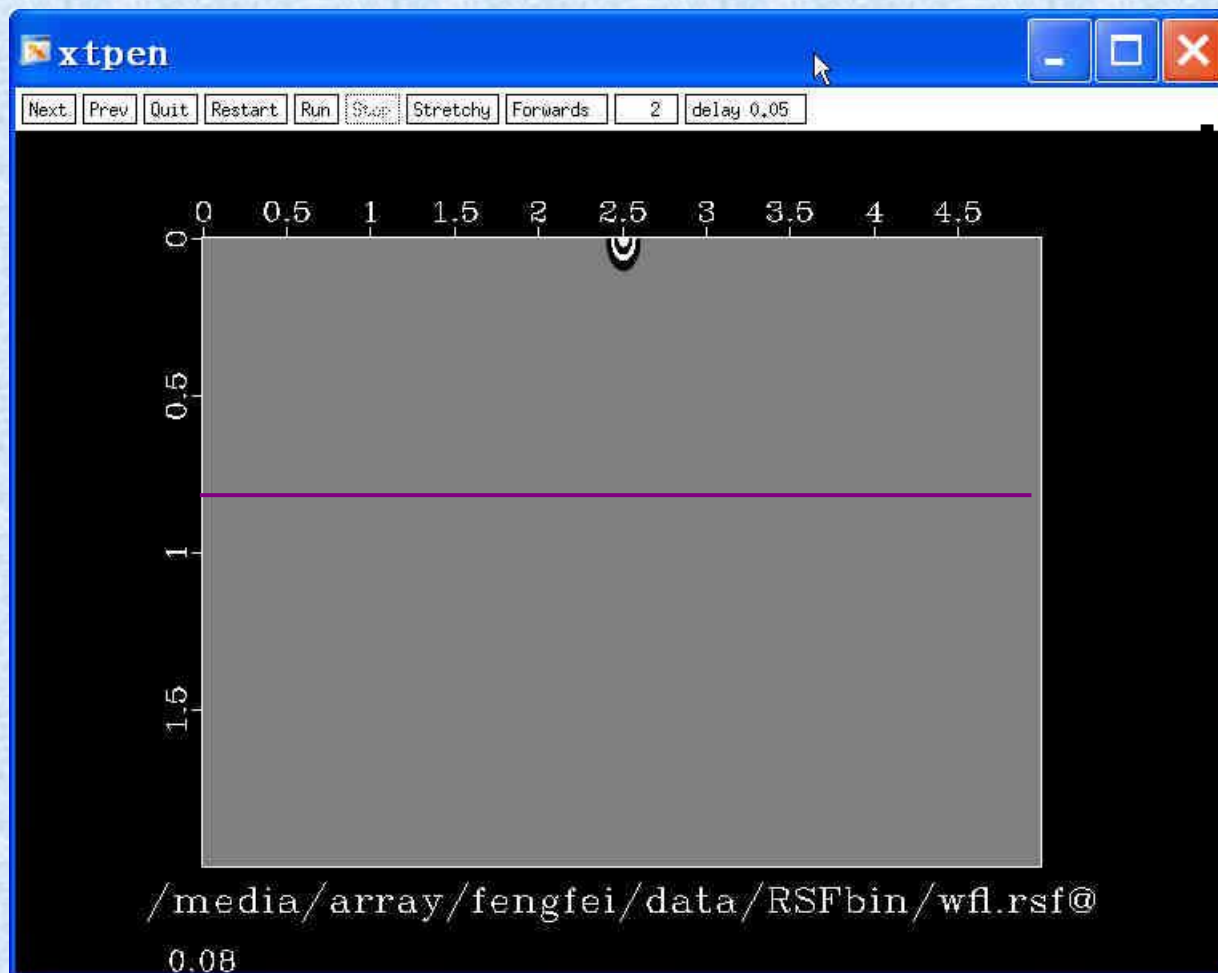 xtpen
Next Prev Quit Restart Run Stop Stretchy Forwards 2 delay 0.05
0 0.5 1 1.5 2 2.5 3 3.5 4 4.5
0
0.5
1
1.5
/media/array/fengfei/data/RSFbin/wfl.rsf@
0.08